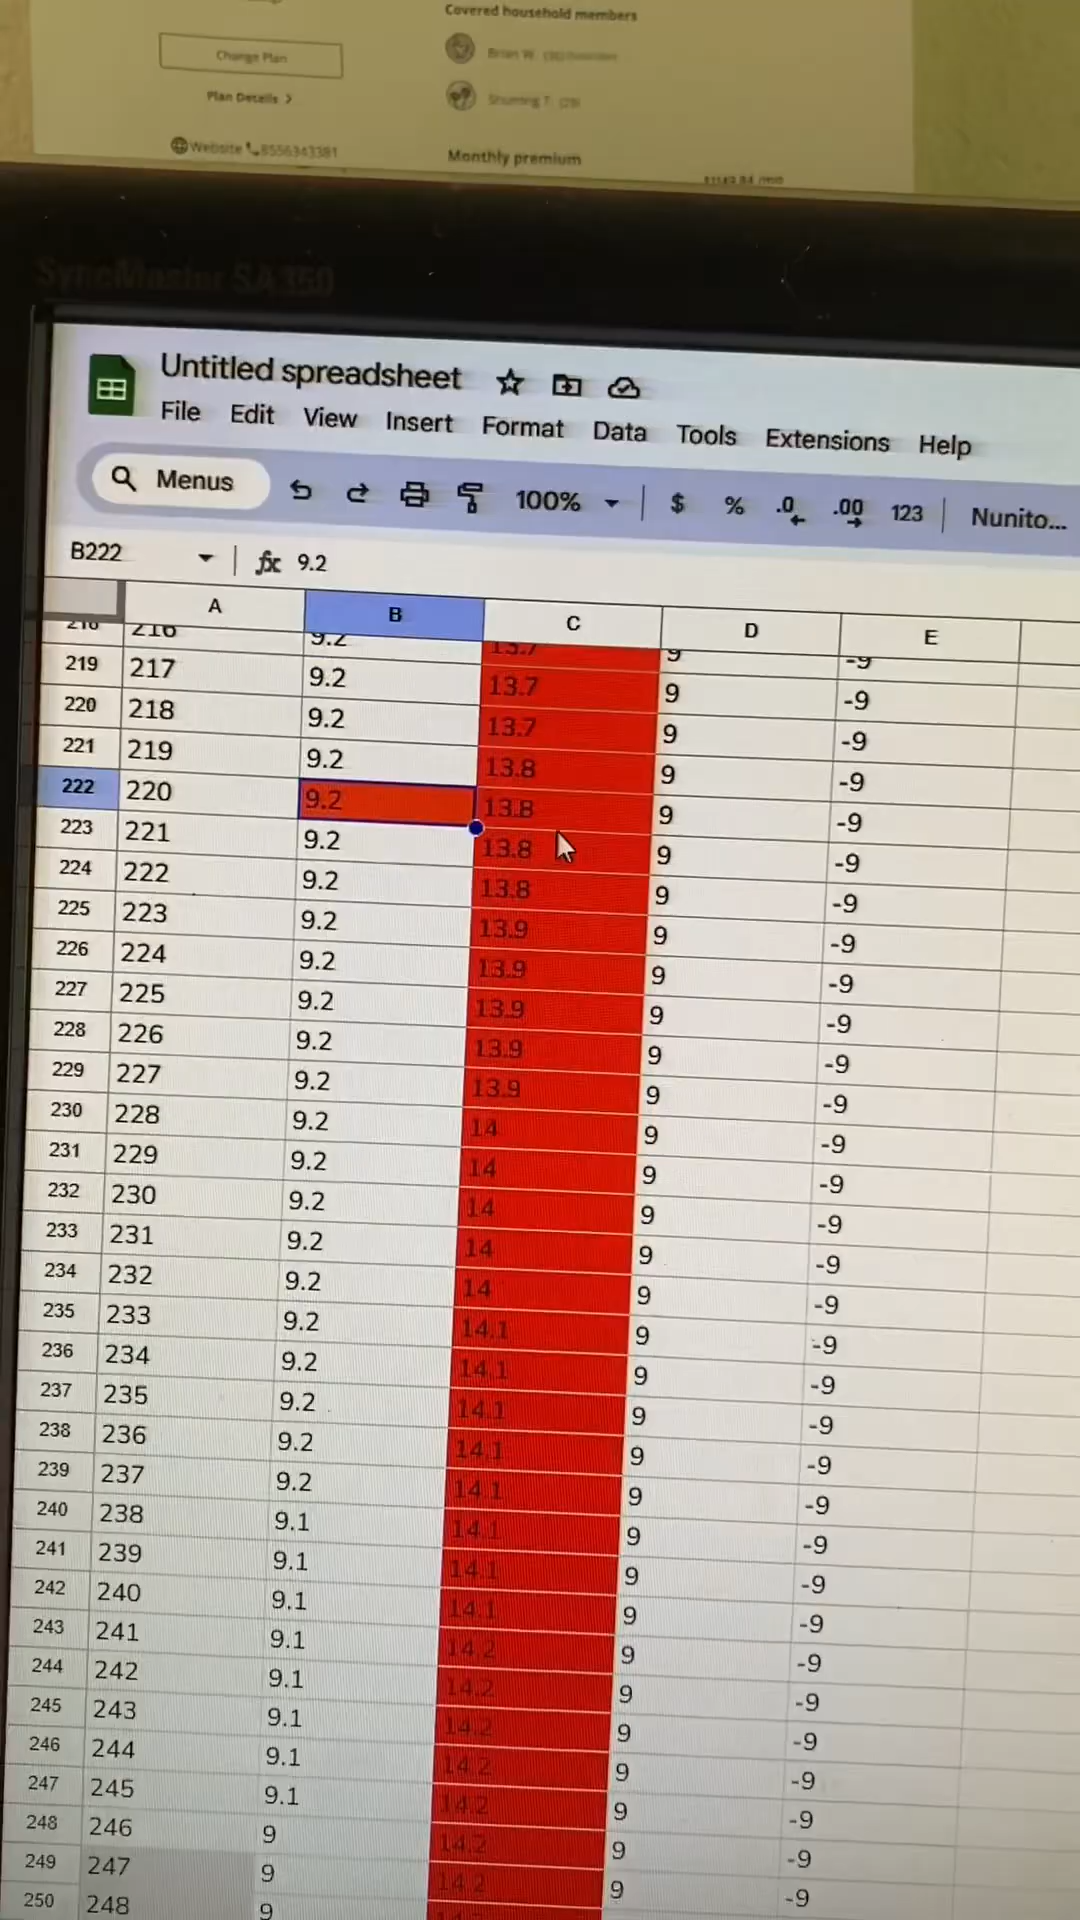 Covered household members
Change Plan
Brian W.
Plan Details >
Website 8556343381
Monthly premium
SyncMaster SA350
Untitled spreadsheet
File Edit View Insert Format Data Tools Extensions Help
Menus 100% $ % .0 .00 123 Nunito...
B222 fx 9.2
A B C D E
216 9.2 13.7 9 -9
219 217 9.2 13.7 9 -9
220 218 9.2 13.7 9 -9
221 219 9.2 13.8 9 -9
222 220 9.2 13.8 9 -9
223 221 9.2 13.8 9 -9
224 222 9.2 13.8 9 -9
225 223 9.2 13.9 9 -9
226 224 9.2 13.9 9 -9
227 225 9.2 13.9 9 -9
228 226 9.2 13.9 9 -9
229 227 9.2 13.9 9 -9
230 228 9.2 14 9 -9
231 229 9.2 14 9 -9
232 230 9.2 14 9 -9
233 231 9.2 14 9 -9
234 232 9.2 14 9 -9
235 233 9.2 14.1 9 -9
236 234 9.2 14.1 9 -9
237 235 9.2 14.1 9 -9
238 236 9.2 14.1 9 -9
239 237 9.2 14.1 9 -9
240 238 9.1 14.1 9 -9
241 239 9.1 14.1 9 -9
242 240 9.1 14.1 9 -9
243 241 9.1 14.2 9 -9
244 242 9.1 14.2 9 -9
245 243 9.1 14.2 9 -9
246 244 9.1 14.2 9 -9
247 245 9.1 14.2 9 -9
248 246 9 14.2 9 -9
249 247 9 14.2 9 -9
250 248 9